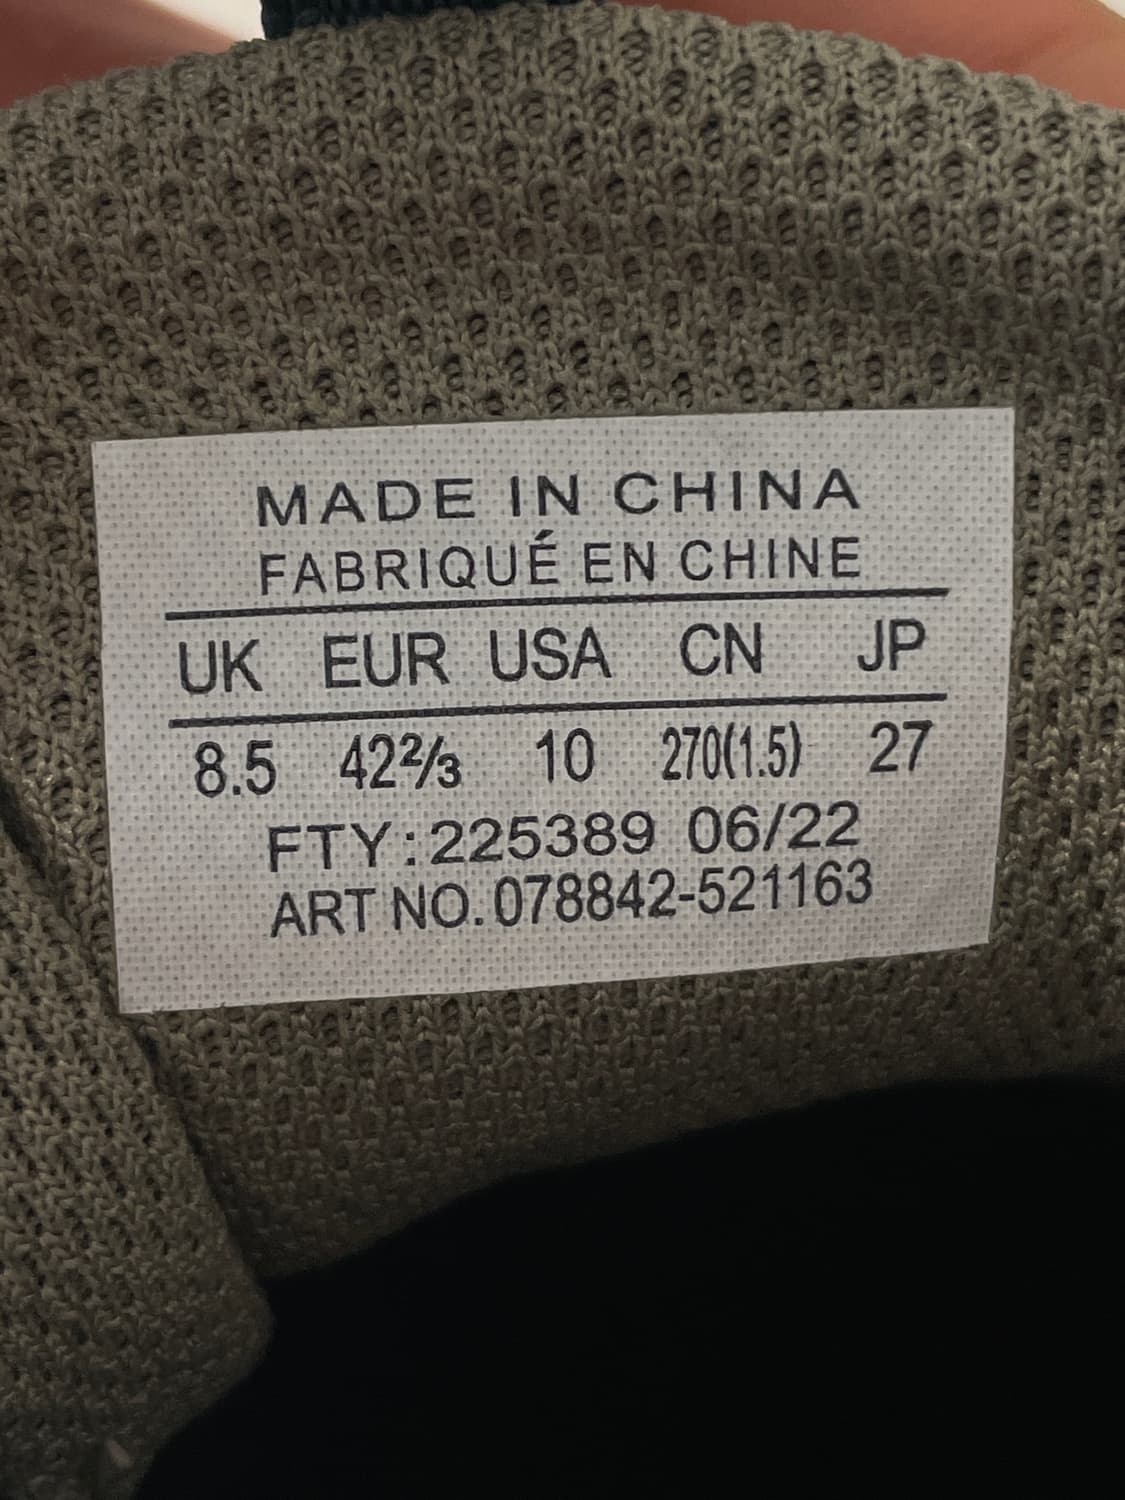 MADE IN CHINA
FABRIQUÉ EN CHINE
UK EUR USA CN JP
8.5 42⅔ 10 270(1.5) 27
FTY:225389 06/22
ART NO.078842-521163